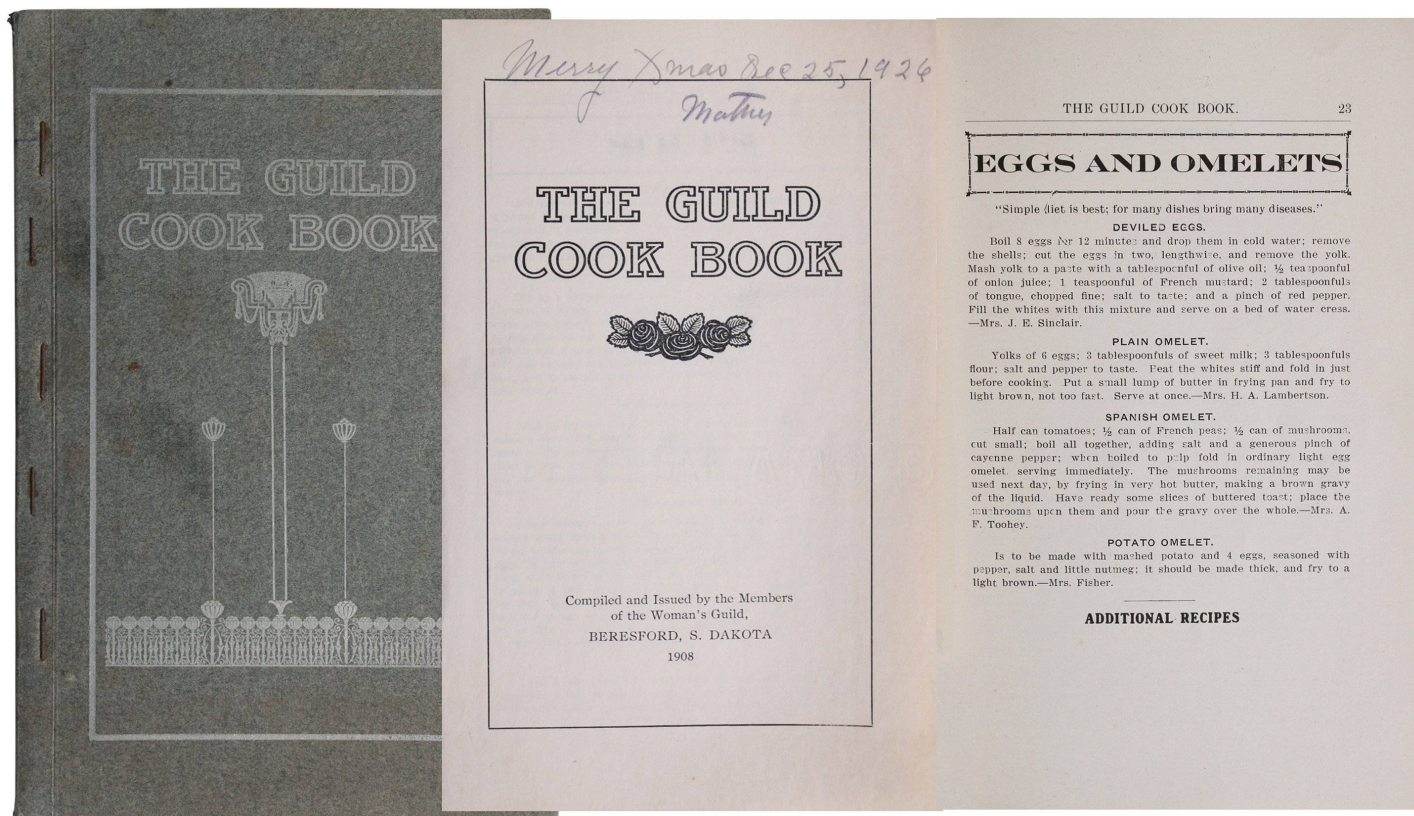 THE GUILD
COOK BOOK
Merry Xmas Dec 25, 1926
Mother
THE GUILD
COOK BOOK
Compiled and Issued by the Members
of the Woman's Guild,
BERESFORD, S. DAKOTA
1908
THE GUILD COOK BOOK. 23
EGGS AND OMELETS
"Simple diet is best; for many dishes bring many diseases."
DEVILED EGGS.
Boil 8 eggs for 12 minutes and drop them in cold water; remove
the shells; cut the eggs in two, lengthwise, and remove the yolk.
Mash yolk to a paste with a tablespoonful of olive oil; ½ teaspoonful
of onion juice; 1 teaspoonful of French mustard; 2 tablespoonfuls
of tongue, chopped fine; salt to taste; and a pinch of red pepper.
Fill the whites with this mixture and serve on a bed of water cress.
—Mrs. J. E. Sinclair.
PLAIN OMELET.
Yolks of 6 eggs; 3 tablespoonfuls of sweet milk; 3 tablespoonfuls
flour; salt and pepper to taste. Beat the whites stiff and fold in just
before cooking. Put a small lump of butter in frying pan and fry to
light brown, not too fast. Serve at once.—Mrs. H. A. Lambertson.
SPANISH OMELET.
Half can tomatoes; ½ can of French peas; ½ can of mushrooms,
cut small; boil all together, adding salt and a generous pinch of
cayenne pepper; when boiled to pulp fold in ordinary light egg
omelet, serving immediately. The mushrooms remaining may be
used next day, by frying in very hot butter, making a brown gravy
of the liquid. Have ready some slices of buttered toast; place the
mushrooms upon them and pour the gravy over the whole.—Mrs. A.
F. Toohey.
POTATO OMELET.
Is to be made with mashed potato and 4 eggs, seasoned with
pepper, salt and little nutmeg; it should be made thick, and fry to a
light brown.—Mrs. Fisher.
ADDITIONAL RECIPES